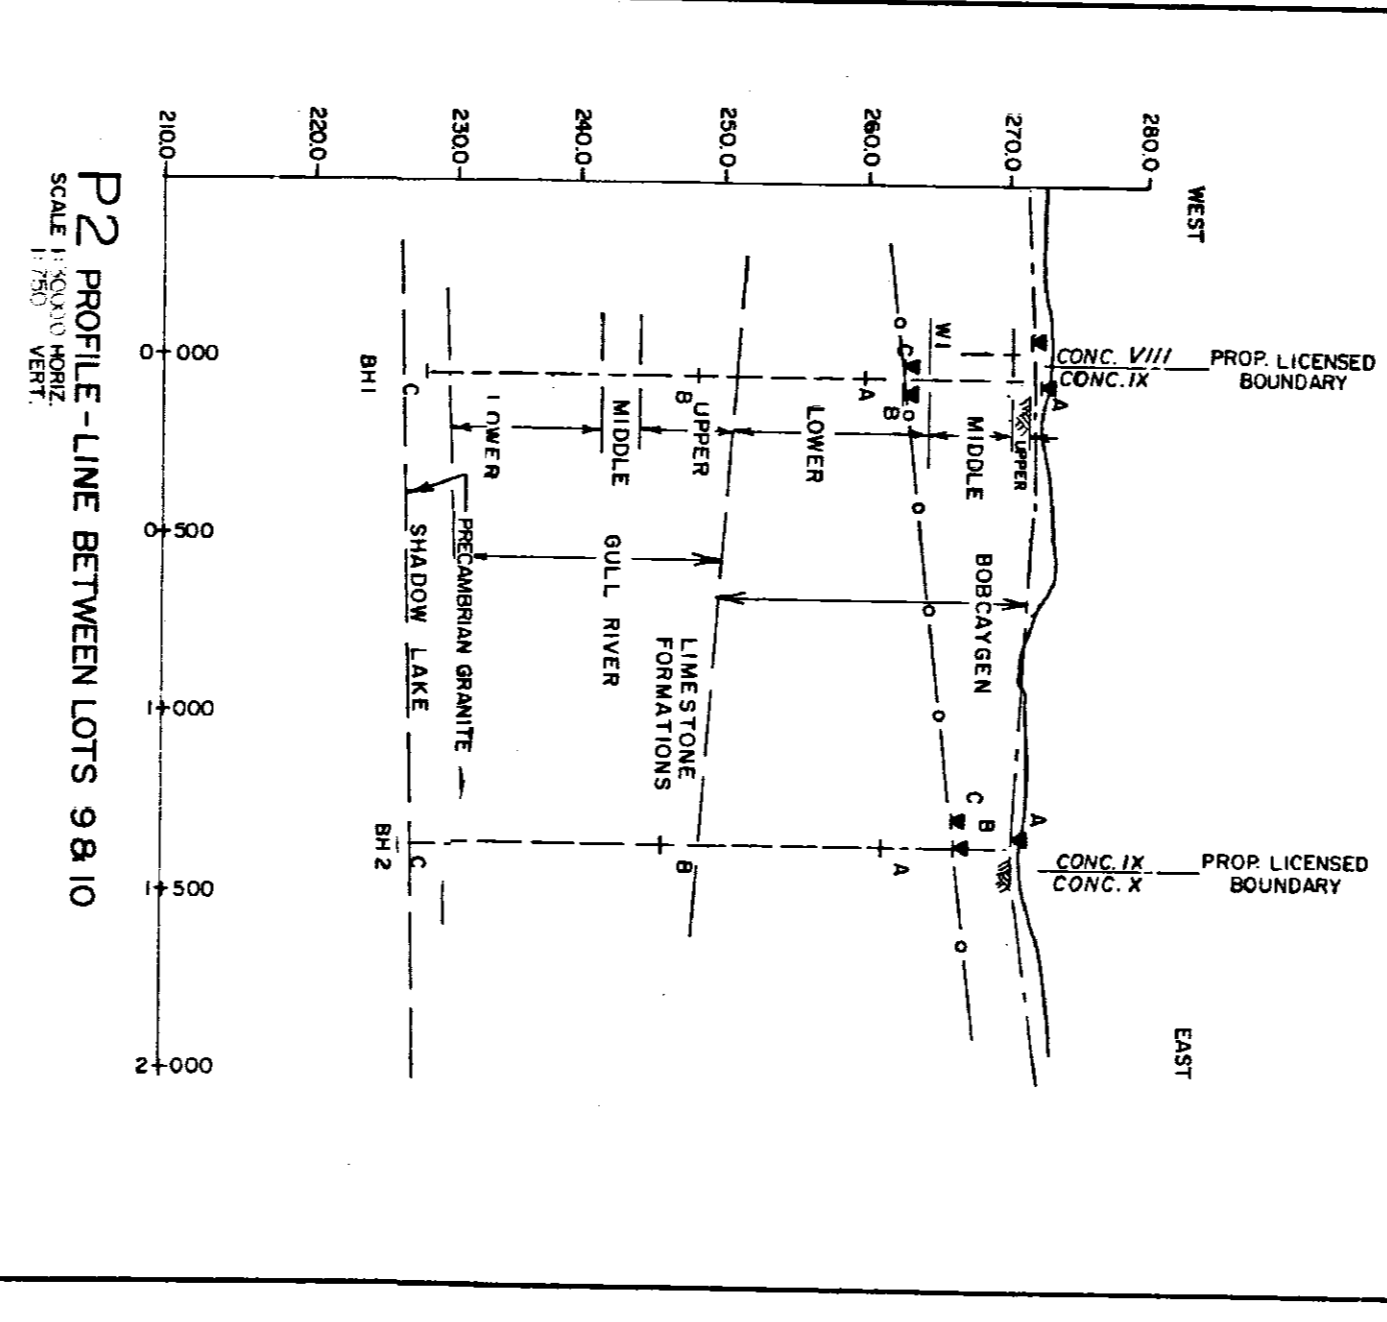 WEST
EAST
280.0
270.0
260.0
250.0
240.0
230.0
220.0
210.0
CONC. VIII
CONC. IX
PROP. LICENSED
BOUNDARY
CONC. IX
CONC. X
PROP. LICENSED
BOUNDARY
A
UPPER
MIDDLE
W1
C
B
A
LOWER
BOBCAYGEN
A
B
C
A
UPPER
B
MIDDLE
LOWER
GULL RIVER
LIMESTONE
FORMATIONS
B
PRECAMBRIAN GRANITE
SHADOW LAKE
C
BH1
C
BH2
0+000
0+500
1+000
1+500
2+000
P2 PROFILE-LINE BETWEEN LOTS 9 & 10
SCALE HORIZ.
1:750 VERT.